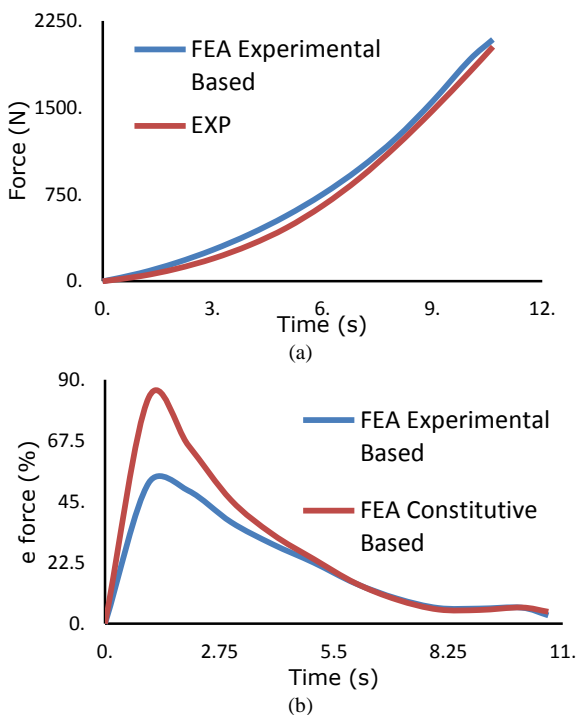 2250.
FEA Experimental
Based
1500.
EXP
Force (N)
750.
0.
0. 3. 6. 9. 12.
Time (s)
(a)
90.
FEA Experimental
Based
67.5
e force (%)
45.
FEA Constitutive
Based
22.5
0.
0. 2.75 5.5 8.25 11.
Time (s)
(b)